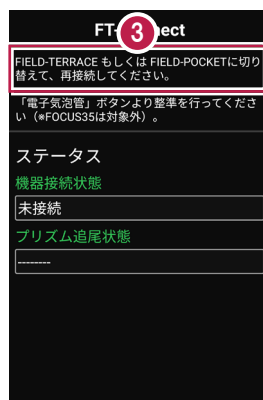 FT-
3
nect
FIELD-TERRACE もしくは FIELD-POCKETに切り
替えて、再接続してください。
「電子気泡管」ボタンより整準を行ってくださ
い（※FOCUS35は対象外）。
ステータス
機器接続状態
未接続
プリズム追尾状態
--------